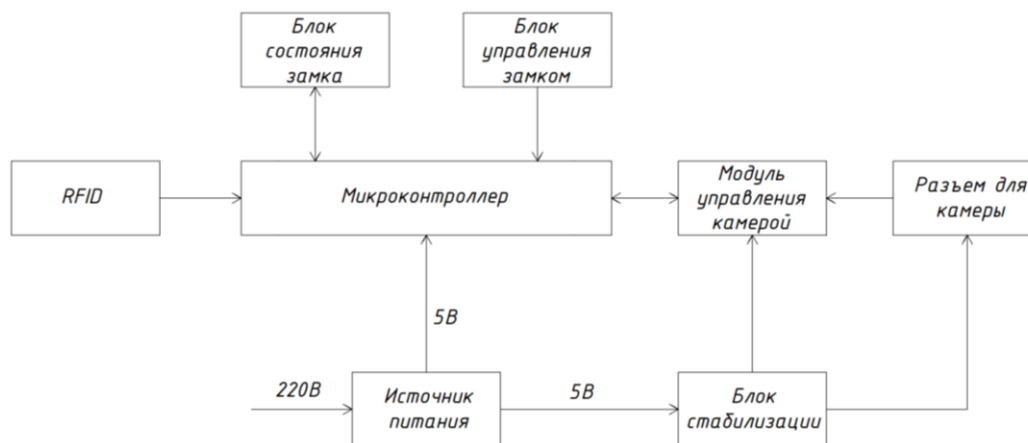 Блок
состояния
замка
Блок
управления
замком
RFID
Микроконтроллер
Модуль
управления
камерой
Разъем для
камеры
5В
220В
Источник
питания
5В
Блок
стабилизации